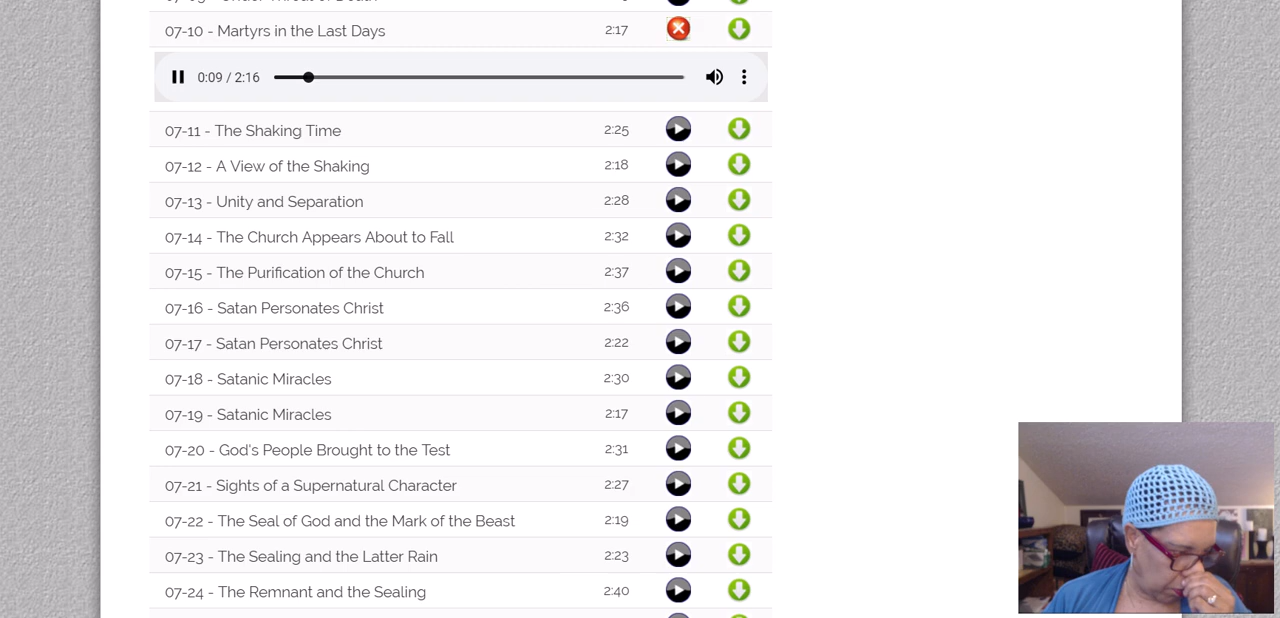 07-10 - Martyrs in the Last Days 2:17
0:09 / 2:16
07-11 - The Shaking Time 2:25
07-12 - A View of the Shaking 2:18
07-13 - Unity and Separation 2:28
07-14 - The Church Appears About to Fall 2:32
07-15 - The Purification of the Church 2:37
07-16 - Satan Personates Christ 2:36
07-17 - Satan Personates Christ 2:22
07-18 - Satanic Miracles 2:30
07-19 - Satanic Miracles 2:17
07-20 - God's People Brought to the Test 2:31
07-21 - Sights of a Supernatural Character 2:27
07-22 - The Seal of God and the Mark of the Beast 2:19
07-23 - The Sealing and the Latter Rain 2:23
07-24 - The Remnant and the Sealing 2:40